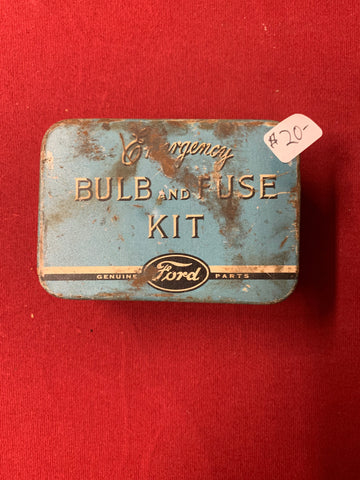 $20-
Emergency
BULB AND FUSE
KIT
GENUINE Ford PARTS